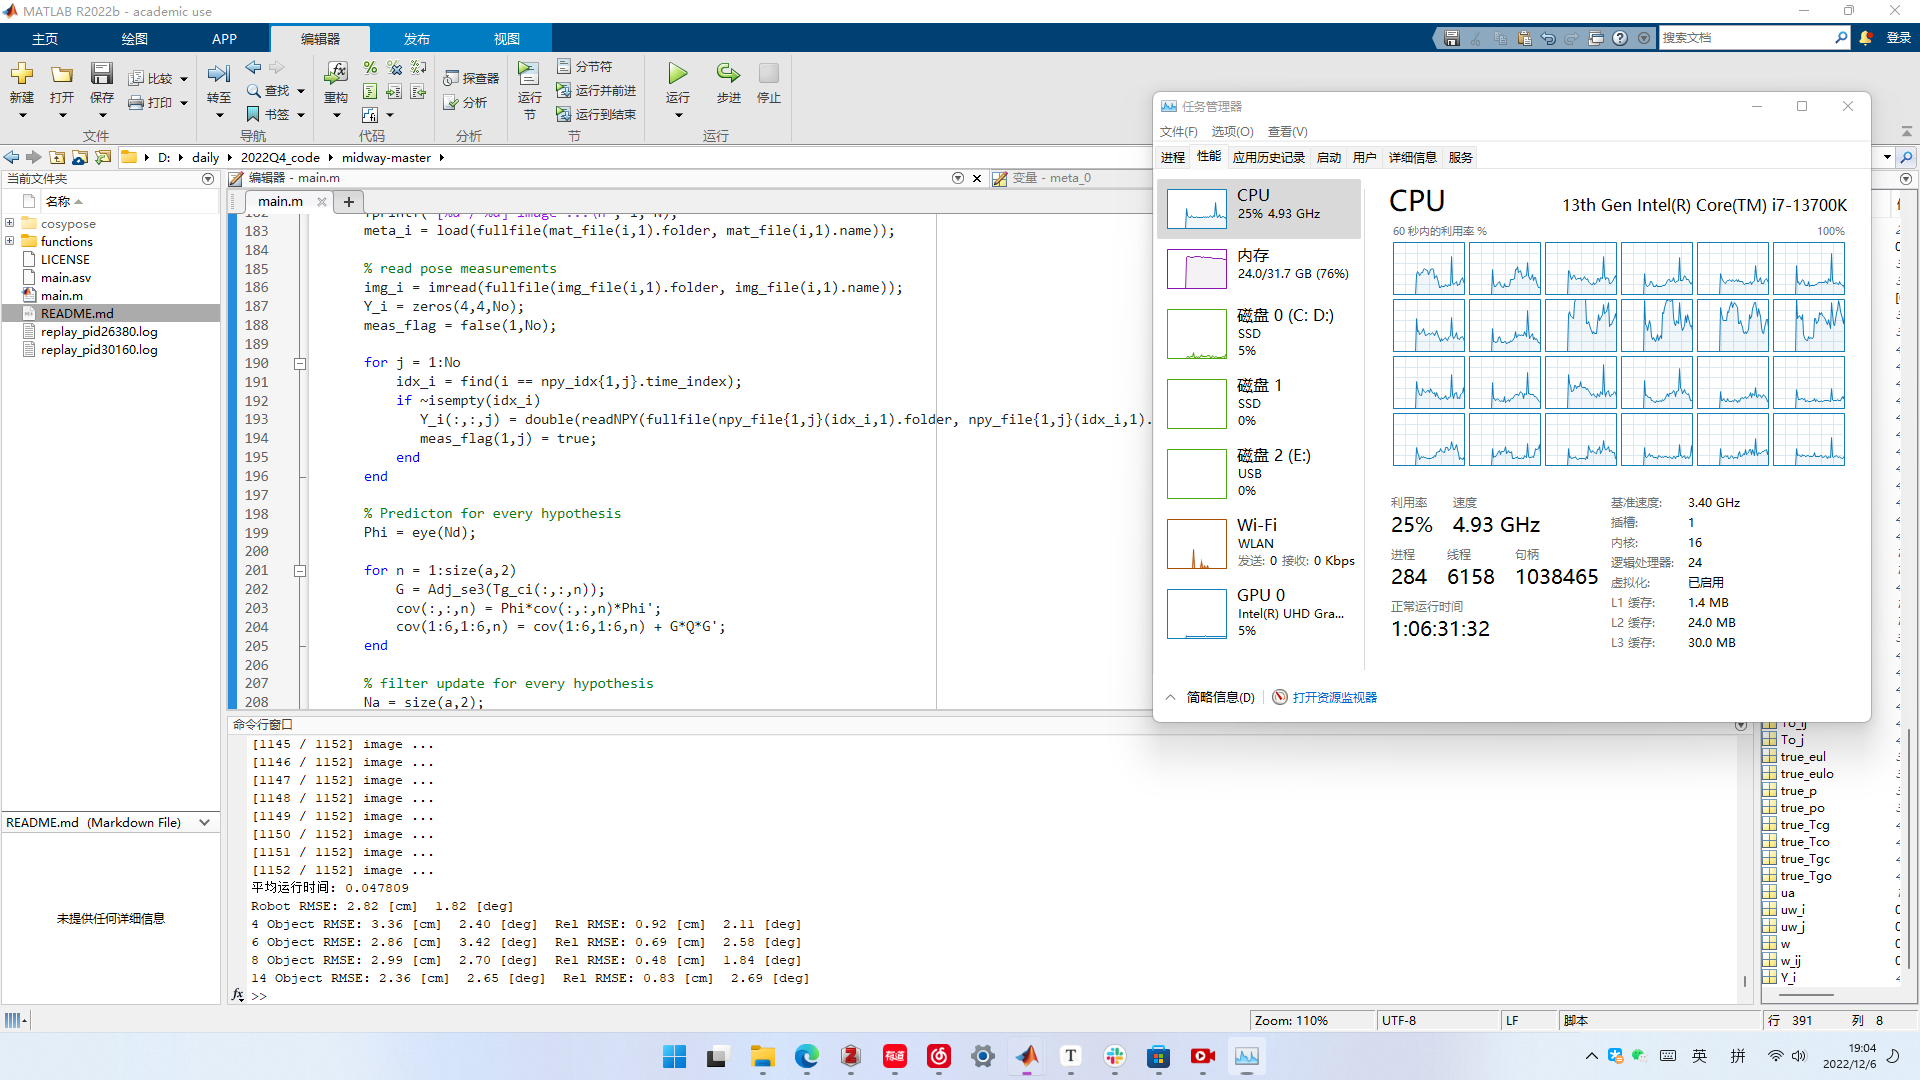 MATLAB R2022b - academic use
主页
绘图
APP
编辑器
发布
视图
搜索文档
登录
新建
打开
保存
比较
打印
文件
转至
查找
书签
导航
重构
代码
探查器
分析
分析
运行节
分节符
运行并前进
运行到结束
节
运行
步进
停止
运行
D:
daily
2022Q4_code
midway-master
当前文件夹
名称
cosypose
functions
LICENSE
main.asv
main.m
README.md
replay_pid26380.log
replay_pid30160.log
README.md (Markdown File)
未提供任何详细信息
编辑器 - main.m
变量 - meta_0
main.m
183 meta_i = load(fullfile(mat_file(i,1).folder, mat_file(i,1).name));
184
185 % read pose measurements
186 img_i = imread(fullfile(img_file(i,1).folder, img_file(i,1).name));
187 Y_i = zeros(4,4,No);
188 meas_flag = false(1,No);
189
190 for j = 1:No
191 idx_i = find(i == npy_idx{1,j}.time_index);
192 if ~isempty(idx_i)
193 Y_i(:,:,j) = double(readNPY(fullfile(npy_file{1,j}(idx_i,1).folder, npy_file{1,j}(idx_i,1).
194 meas_flag(1,j) = true;
195 end
196 end
197
198 % Predicton for every hypothesis
199 Phi = eye(Nd);
200
201 for n = 1:size(a,2)
202 G = Adj_se3(Tg_ci(:,:,n));
203 cov(:,:,n) = Phi*cov(:,:,n)*Phi';
204 cov(1:6,1:6,n) = cov(1:6,1:6,n) + G*Q*G';
205 end
206
207 % filter update for every hypothesis
208 Na = size(a,2);
命令行窗口
[1145 / 1152] image ...
[1146 / 1152] image ...
[1147 / 1152] image ...
[1148 / 1152] image ...
[1149 / 1152] image ...
[1150 / 1152] image ...
[1151 / 1152] image ...
[1152 / 1152] image ...
平均运行时间: 0.047809
Robot RMSE: 2.82 [cm] 1.82 [deg]
4 Object RMSE: 3.36 [cm] 2.40 [deg] Rel RMSE: 0.92 [cm] 2.11 [deg]
6 Object RMSE: 2.86 [cm] 3.42 [deg] Rel RMSE: 0.69 [cm] 2.58 [deg]
8 Object RMSE: 2.99 [cm] 2.70 [deg] Rel RMSE: 0.48 [cm] 1.84 [deg]
14 Object RMSE: 2.36 [cm] 2.65 [deg] Rel RMSE: 0.83 [cm] 2.69 [deg]
fx >>
任务管理器
文件(F) 选项(O) 查看(V)
进程 性能 应用历史记录 启动 用户 详细信息 服务
CPU
25% 4.93 GHz
内存
24.0/31.7 GB (76%)
磁盘 0 (C: D:)
SSD
5%
磁盘 1
SSD
0%
磁盘 2 (E:)
USB
0%
Wi-Fi
WLAN
发送: 0 接收: 0 Kbps
GPU 0
Intel(R) UHD Gra...
5%
CPU
13th Gen Intel(R) Core(TM) i7-13700K
60 秒内的利用率 %
100%
利用率 速度
25% 4.93 GHz
进程 线程 句柄
284 6158 1038465
正常运行时间
1:06:31:32
基准速度: 3.40 GHz
插槽: 1
内核: 16
逻辑处理器: 24
虚拟化: 已启用
L1 缓存: 1.4 MB
L2 缓存: 24.0 MB
L3 缓存: 30.0 MB
简略信息(D)
打开资源监视器
To_j
true_eul
true_eulo
true_p
true_po
true_Tcg
true_Tco
true_Tgc
true_Tgo
ua
uw_i
uw_j
w
w_ij
Y_i
Zoom: 110%
UTF-8
LF
脚本
行 391 列 8
有道
T
英
拼
19:04
2022/12/6